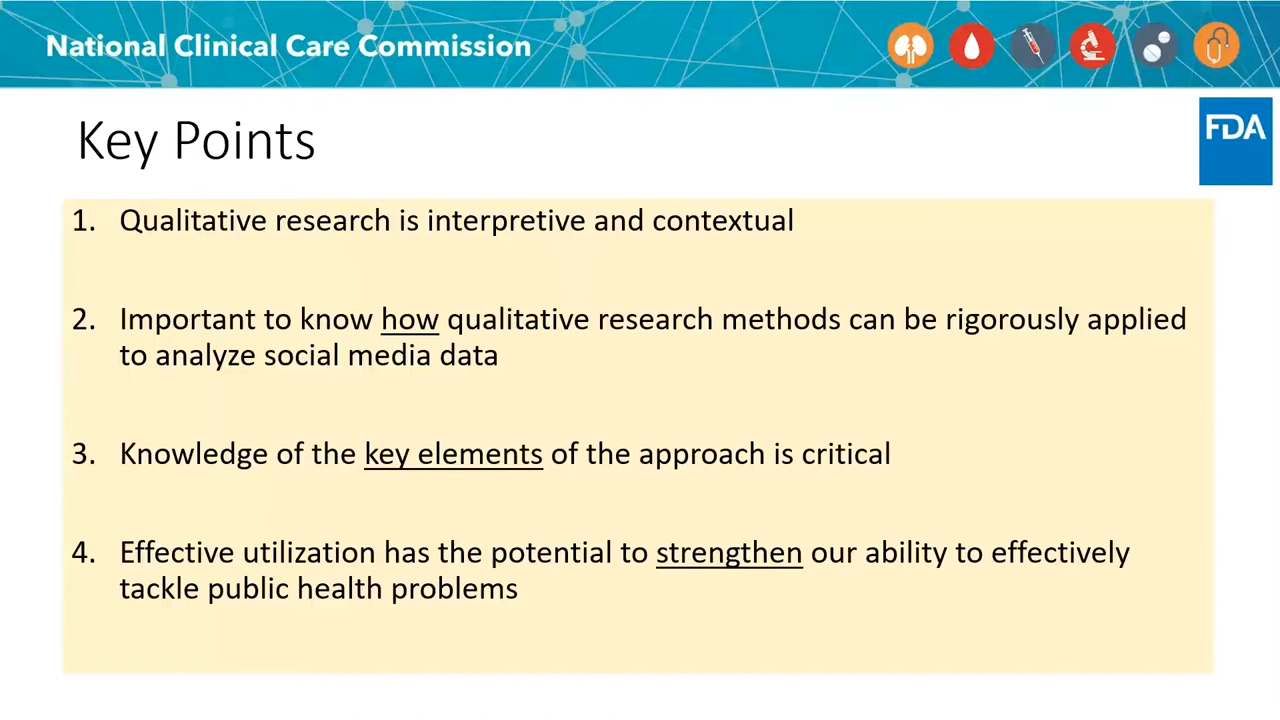 National Clinical Care Commission
FDA
Key Points
1. Qualitative research is interpretive and contextual
2. Important to know how qualitative research methods can be rigorously applied
to analyze social media data
3. Knowledge of the key elements of the approach is critical
4. Effective utilization has the potential to strengthen our ability to effectively
tackle public health problems